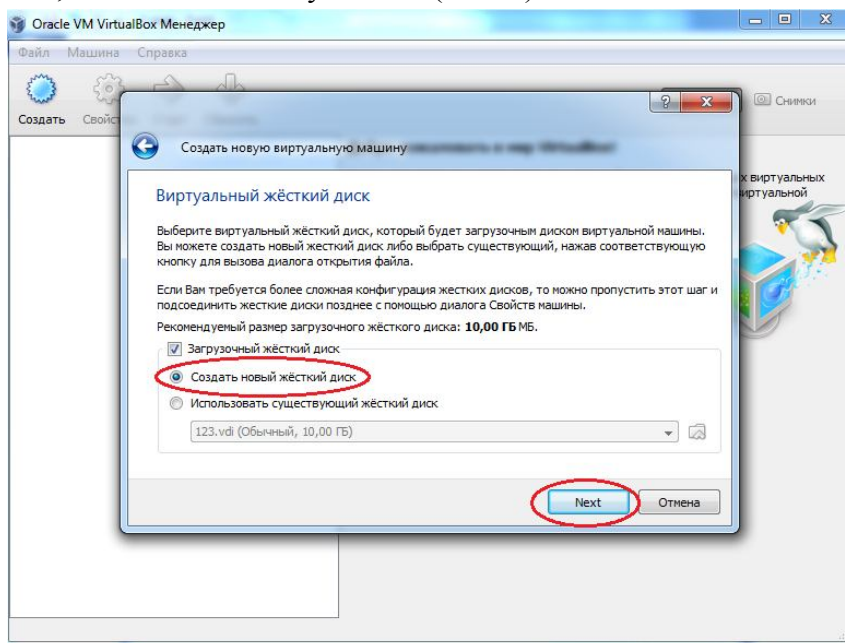 Oracle VM VirtualBox Менеджер
Файл Машина Справка
Создать Свойс
Снимки
Создать новую виртуальную машину
х виртуальных
иртуальной
Виртуальный жёсткий диск
Выберите виртуальный жёсткий диск, который будет загрузочным диском виртуальной машины.
Вы можете создать новый жесткий диск либо выбрать существующий, нажав соответствующую
кнопку для вызова диалога открытия файла.
Если Вам требуется более сложная конфигурация жестких дисков, то можно пропустить этот шаг и
подсоединить жесткие диски позднее с помощью диалога Свойств машины.
Рекомендуемый размер загрузочного жёсткого диска: 10,00 ГБ МБ.
Загрузочный жёсткий диск
Создать новый жёсткий диск
Использовать существующий жёсткий диск
123.vdi (Обычный, 10,00 ГБ)
Next Отмена